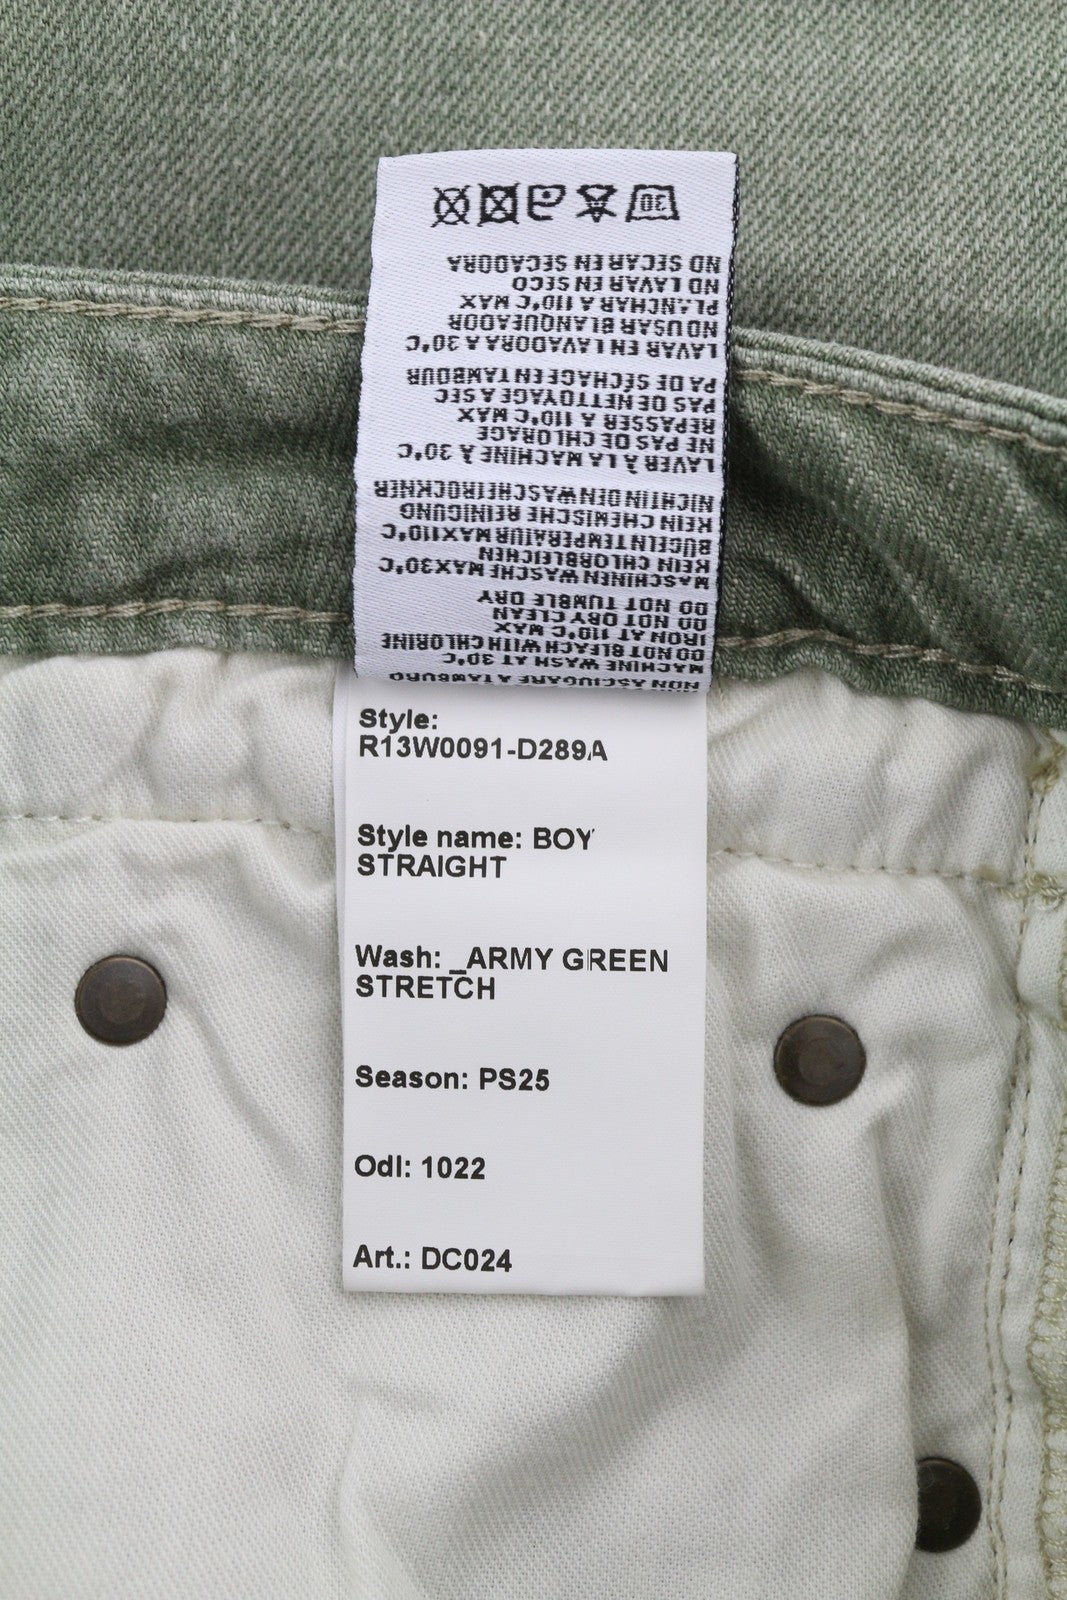 NON ASCIUGARE A TAMBURO
MACHINE WASH AT 30°C
DO NOT BLEACH WITH CHLORINE
IRON AT 110°C MAX
DO NOT DRY CLEAN
DO NOT TUMBLE DRY
MASCHINEN WASCHE MAX30°C
KEIN CHLORBLEICHEN
BÜGELNTEMPERATUR MAX110°C
KEIN CHEMISCHE REINIGUNG
NICHT IN DEN WASCHETROCKNER
LAVER À LA MACHINE À 30°C
NE PAS DE CHLORAGE
REPASSER A 110°C MAX
PAS DE NETTOYAGE A SEC
PA DE SÉCHAGE EN TAMBOUR
LAVAR EN LAVADORA A 30°C
NO USAR BLANQUEADOR
PLANCHAR A 110°C MAX
NO LAVAR EN SECO
NO SECAR EN SECADORA
30
Style:
R13W0091-D289A
Style name: BOY
STRAIGHT
Wash: _ARMY GREEN
STRETCH
Season: PS25
Odl: 1022
Art.: DC024